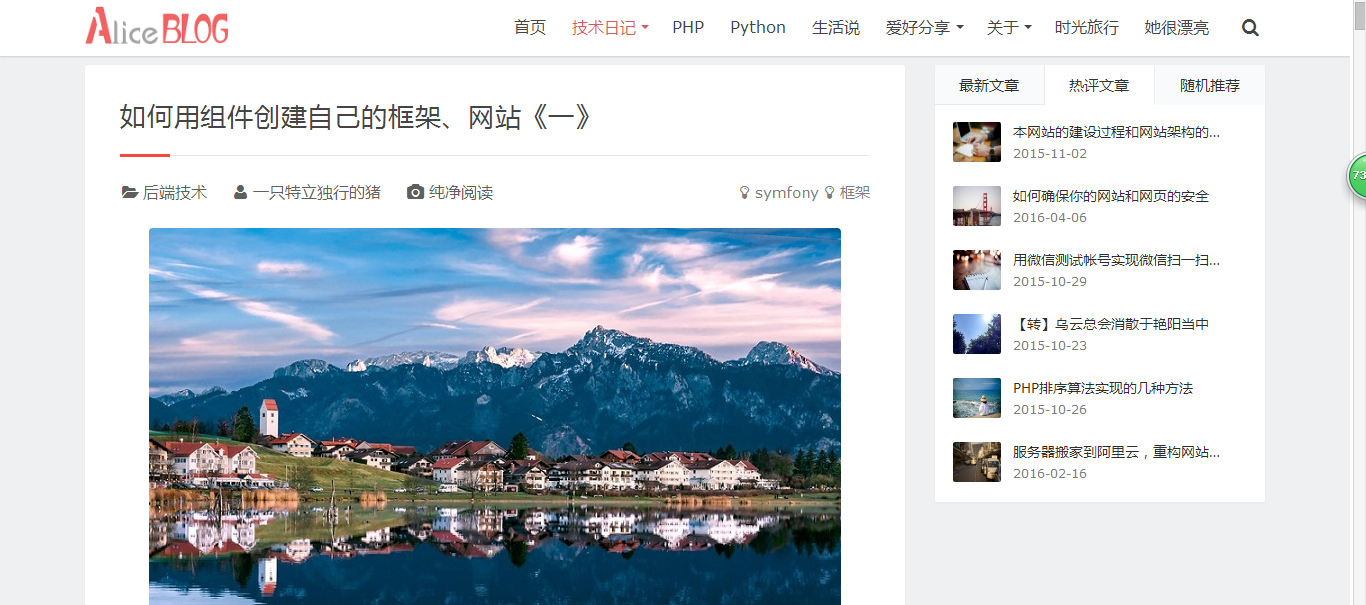 Alice BLOG
首页 技术日记 PHP Python 生活说 爱好分享 关于 时光旅行 她很漂亮
如何用组件创建自己的框架、网站《一》
后端技术 一只特立独行的猪 纯净阅读 symfony 框架
最新文章 热评文章 随机推荐
本网站的建设过程和网站架构的...
2015-11-02
如何确保你的网站和网页的安全
2016-04-06
用微信测试帐号实现微信扫一扫...
2015-10-29
【转】乌云总会消散于艳阳当中
2015-10-23
PHP排序算法实现的几种方法
2015-10-26
服务器搬家到阿里云，重构网站...
2016-02-16
73